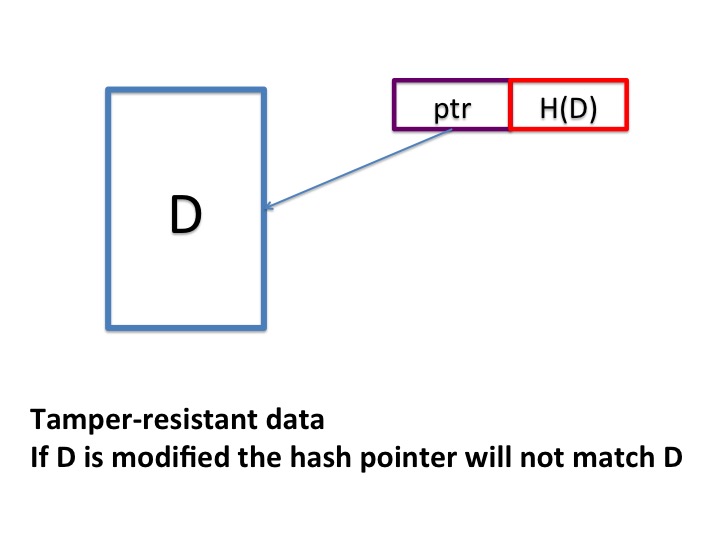 ptr H(D)
D
Tamper-resistant data
If D is modified the hash pointer will not match D